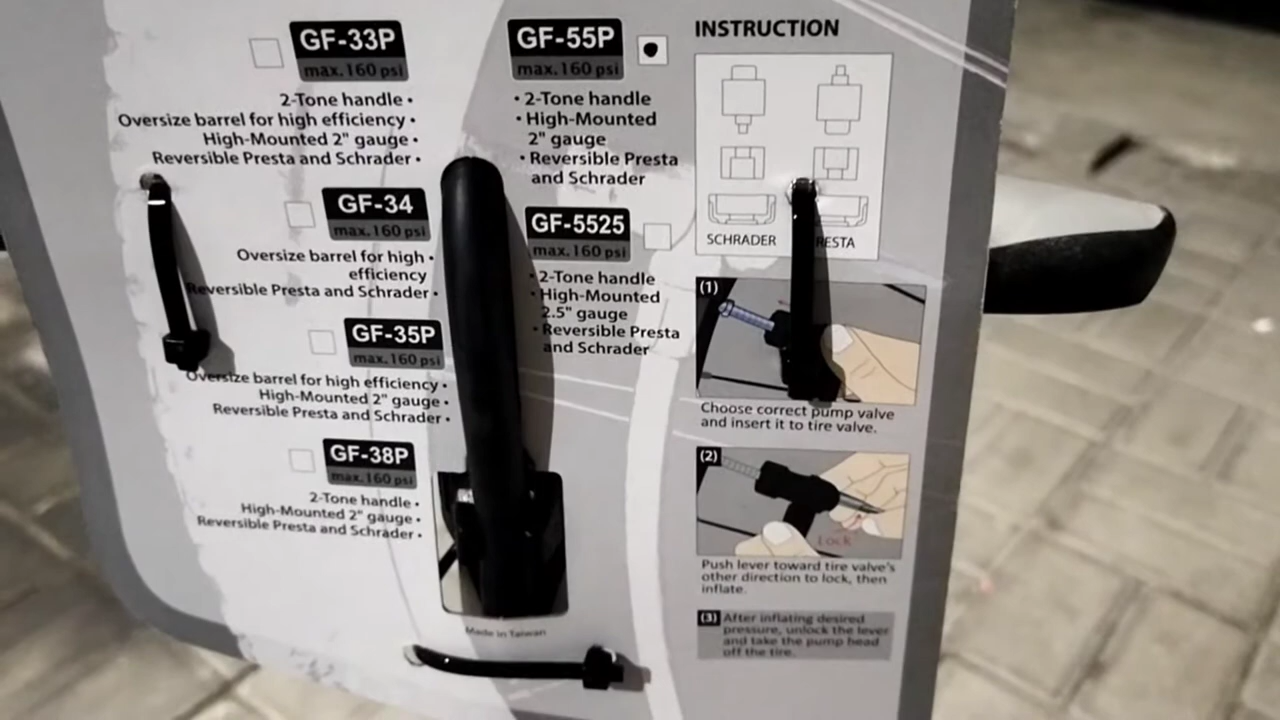 GF-33P
max. 160 psi
2-Tone handle •
Oversize barrel for high efficiency •
High-Mounted 2" gauge •
Reversible Presta and Schrader •
GF-34
max. 160 psi
Oversize barrel for high •
efficiency
Reversible Presta and Schrader •
GF-35P
max. 160 psi
Oversize barrel for high efficiency •
High-Mounted 2" gauge •
Reversible Presta and Schrader •
GF-38P
max. 160 psi
2-Tone handle •
High-Mounted 2" gauge •
Reversible Presta and Schrader •
GF-55P
max. 160 psi
• 2-Tone handle
• High-Mounted
2" gauge
• Reversible Presta
and Schrader
GF-5525
max. 160 psi
• 2-Tone handle
• High-Mounted
2.5" gauge
• Reversible Presta
and Schrader
Made in Taiwan
INSTRUCTION
SCHRADER
RESTA
(1)
Choose correct pump valve
and insert it to tire valve.
(2)
Lock
Push lever toward tire valve's
other direction to lock, then
inflate.
(3) After inflating desired
pressure, unlock the lever
and take the pump head
off the tire.